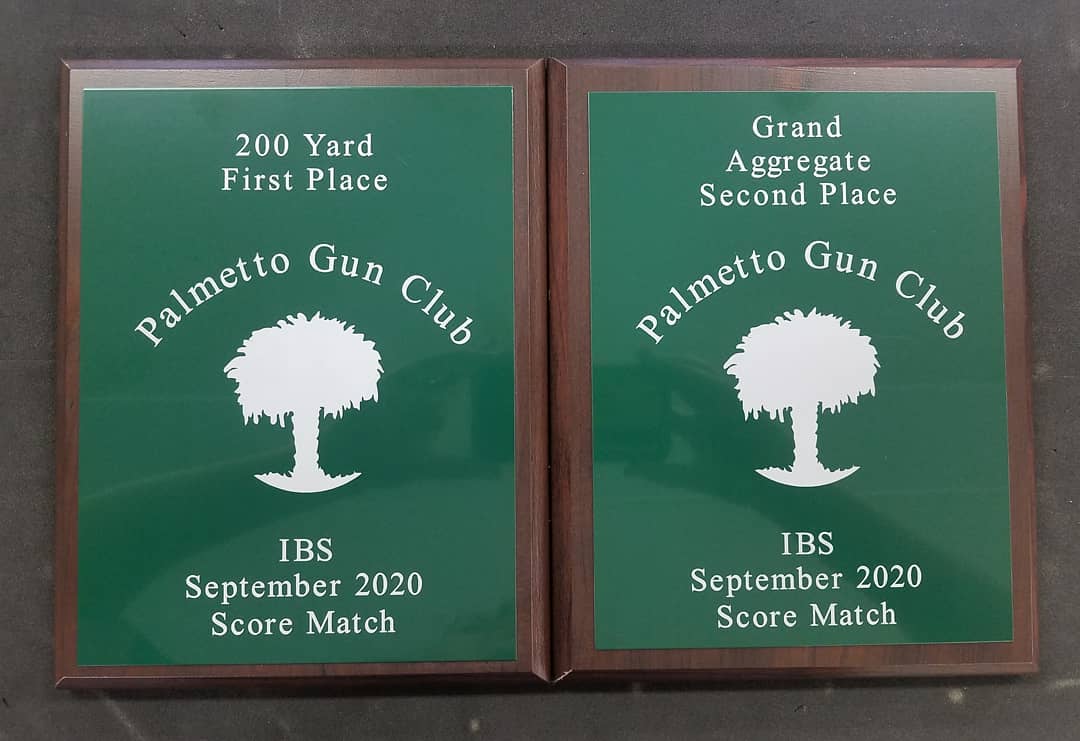 200 Yard
First Place
Palmetto Gun Club
IBS
September 2020
Score Match
Grand
Aggregate
Second Place
Palmetto Gun Club
IBS
September 2020
Score Match